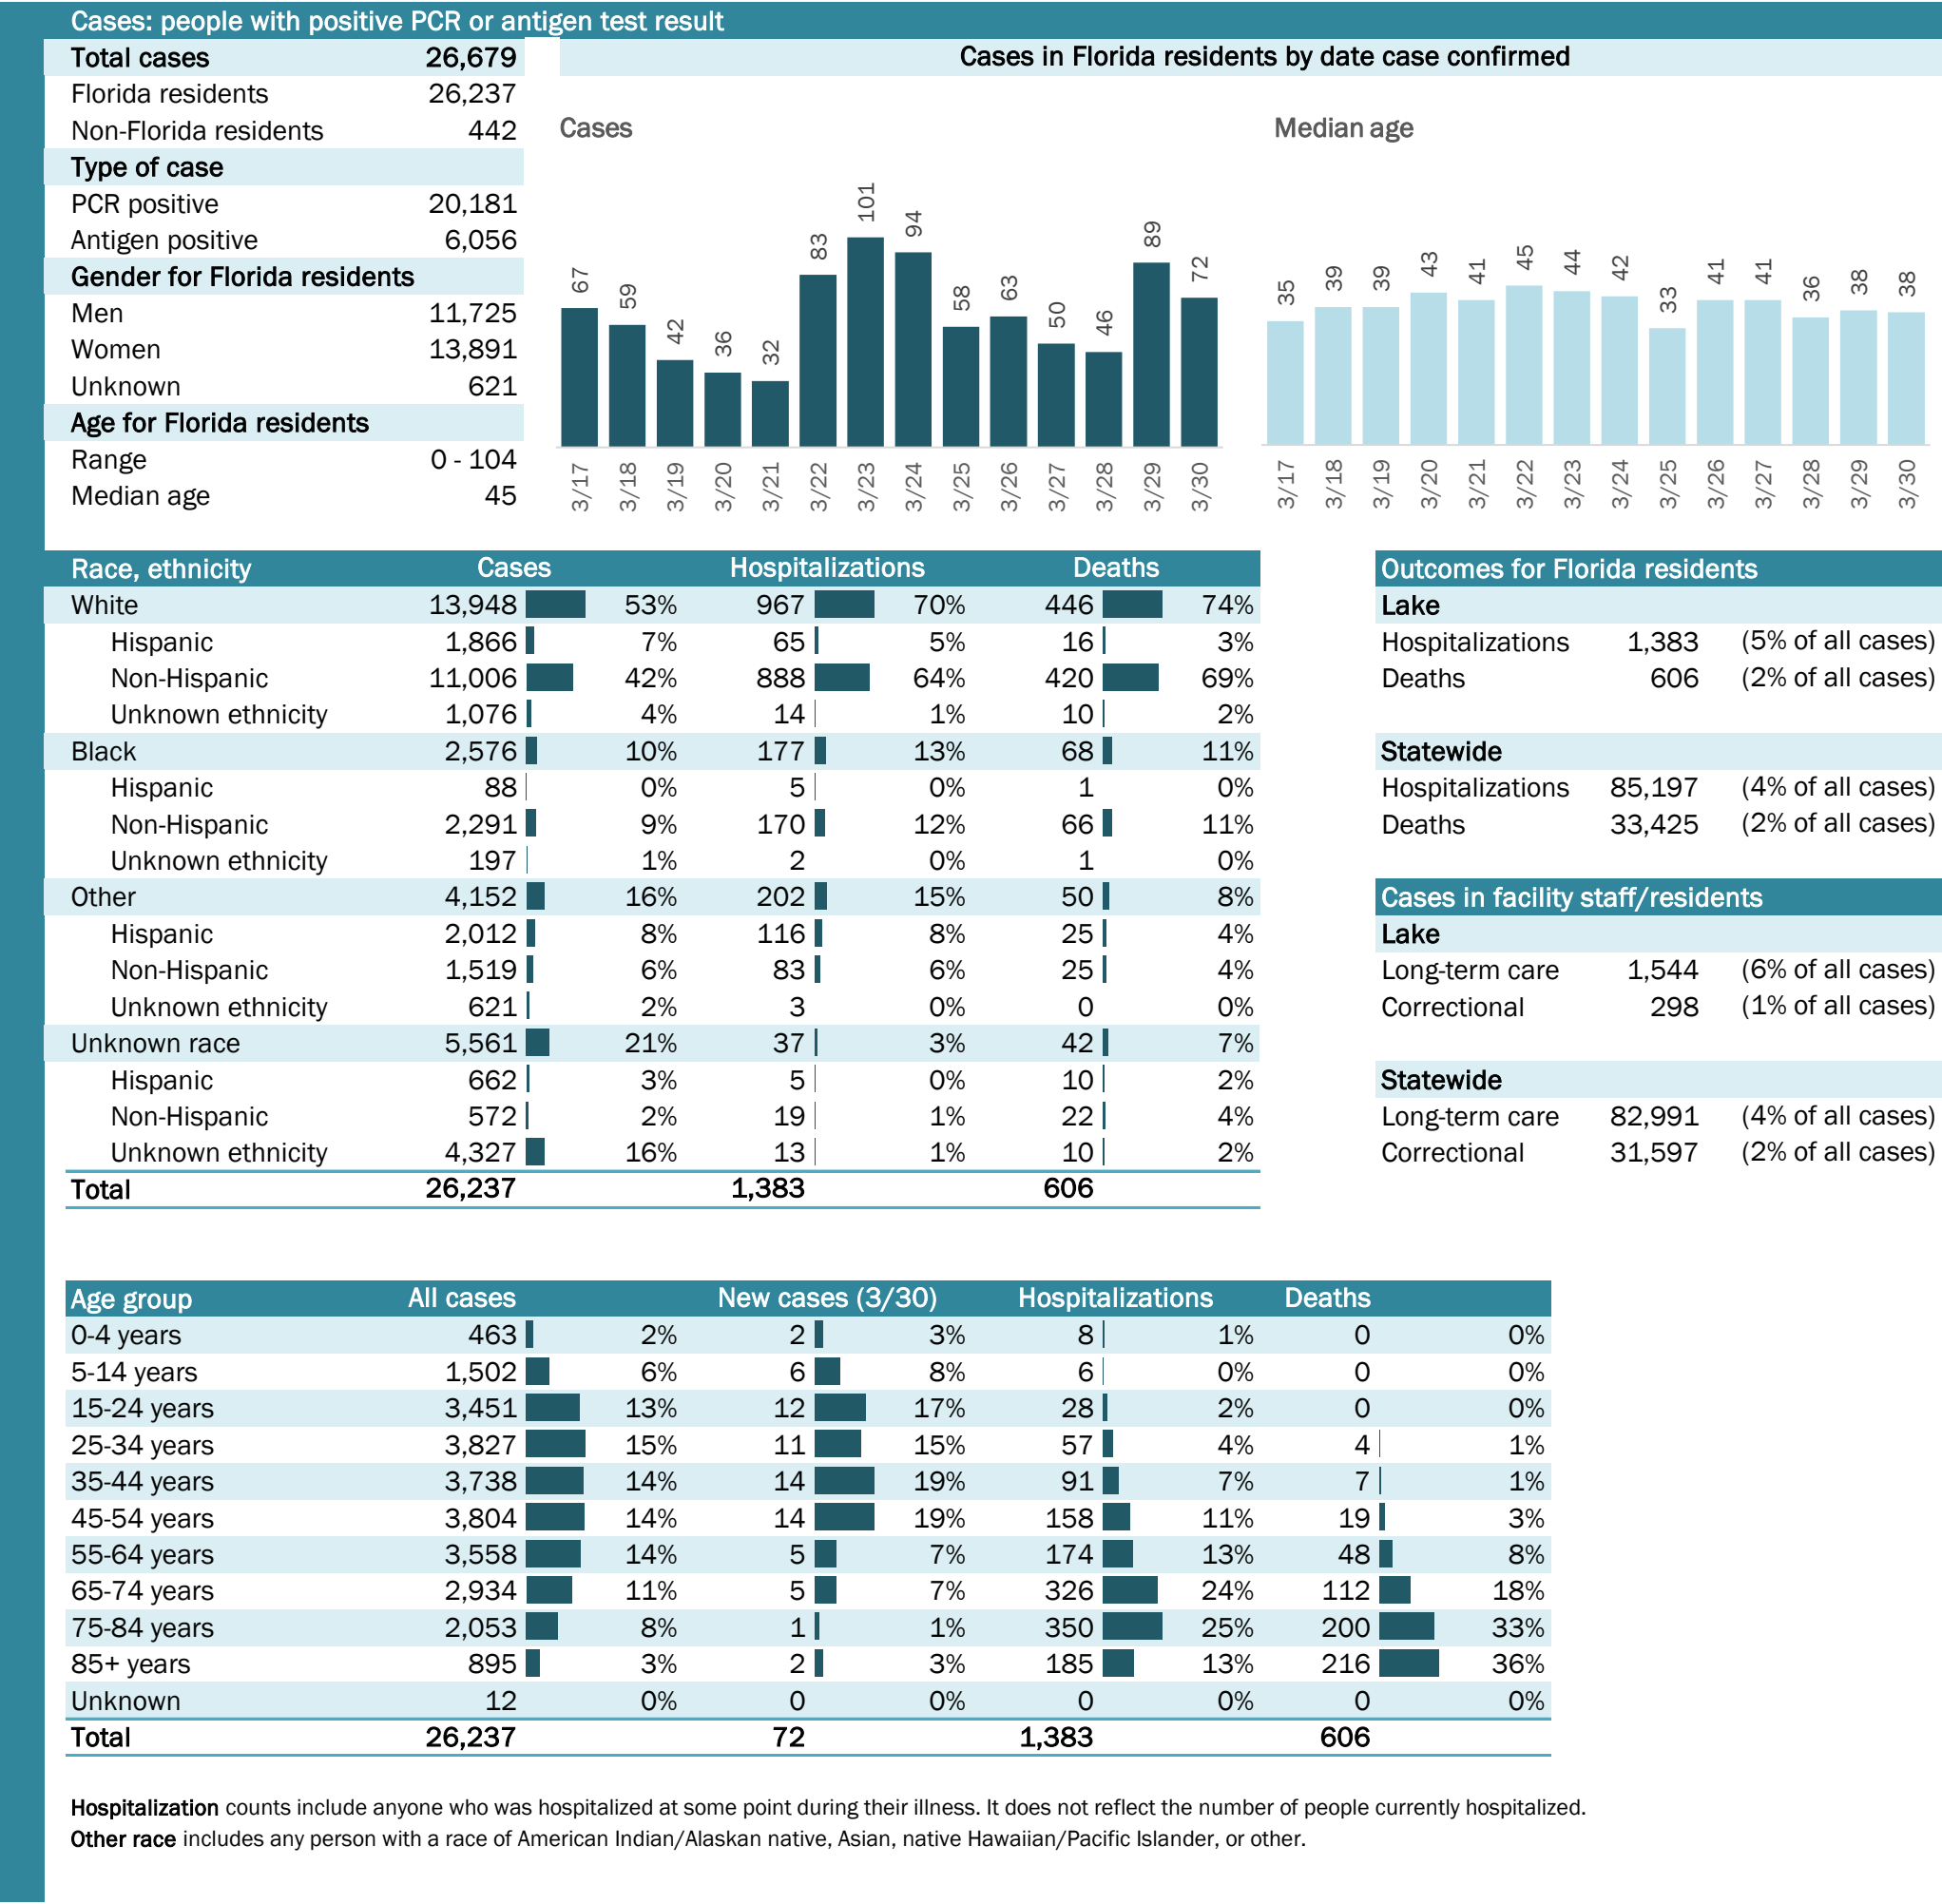 Cases: people with positive PCR or antigen test result
Total cases 26,679
Florida residents 26,237
Non-Florida residents 442
Type of case
PCR positive 20,181
Antigen positive 6,056
Gender for Florida residents
Men 11,725
Women 13,891
Unknown 621
Age for Florida residents
Range 0 - 104
Median age 45
Cases in Florida residents by date case confirmed
Cases
67 59 42 36 32 83 101 94 58 63 50 46 89 72
3/17 3/18 3/19 3/20 3/21 3/22 3/23 3/24 3/25 3/26 3/27 3/28 3/29 3/30
Median age
35 39 39 43 41 45 44 42 33 41 41 36 38 38
3/17 3/18 3/19 3/20 3/21 3/22 3/23 3/24 3/25 3/26 3/27 3/28 3/29 3/30
Race, ethnicity Cases Hospitalizations Deaths
White 13,948 53% 967 70% 446 74%
Hispanic 1,866 7% 65 5% 16 3%
Non-Hispanic 11,006 42% 888 64% 420 69%
Unknown ethnicity 1,076 4% 14 1% 10 2%
Black 2,576 10% 177 13% 68 11%
Hispanic 88 0% 5 0% 1 0%
Non-Hispanic 2,291 9% 170 12% 66 11%
Unknown ethnicity 197 1% 2 0% 1 0%
Other 4,152 16% 202 15% 50 8%
Hispanic 2,012 8% 116 8% 25 4%
Non-Hispanic 1,519 6% 83 6% 25 4%
Unknown ethnicity 621 2% 3 0% 0 0%
Unknown race 5,561 21% 37 3% 42 7%
Hispanic 662 3% 5 0% 10 2%
Non-Hispanic 572 2% 19 1% 22 4%
Unknown ethnicity 4,327 16% 13 1% 10 2%
Total 26,237 1,383 606
Outcomes for Florida residents
Lake
Hospitalizations 1,383 (5% of all cases)
Deaths 606 (2% of all cases)
Statewide
Hospitalizations 85,197 (4% of all cases)
Deaths 33,425 (2% of all cases)
Cases in facility staff/residents
Lake
Long-term care 1,544 (6% of all cases)
Correctional 298 (1% of all cases)
Statewide
Long-term care 82,991 (4% of all cases)
Correctional 31,597 (2% of all cases)
Age group All cases New cases (3/30) Hospitalizations Deaths
0-4 years 463 2% 2 3% 8 1% 0 0%
5-14 years 1,502 6% 6 8% 6 0% 0 0%
15-24 years 3,451 13% 12 17% 28 2% 0 0%
25-34 years 3,827 15% 11 15% 57 4% 4 1%
35-44 years 3,738 14% 14 19% 91 7% 7 1%
45-54 years 3,804 14% 14 19% 158 11% 19 3%
55-64 years 3,558 14% 5 7% 174 13% 48 8%
65-74 years 2,934 11% 5 7% 326 24% 112 18%
75-84 years 2,053 8% 1 1% 350 25% 200 33%
85+ years 895 3% 2 3% 185 13% 216 36%
Unknown 12 0% 0 0% 0 0% 0 0%
Total 26,237 72 1,383 606
Hospitalization counts include anyone who was hospitalized at some point during their illness. It does not reflect the number of people currently hospitalized.
Other race includes any person with a race of American Indian/Alaskan native, Asian, native Hawaiian/Pacific Islander, or other.